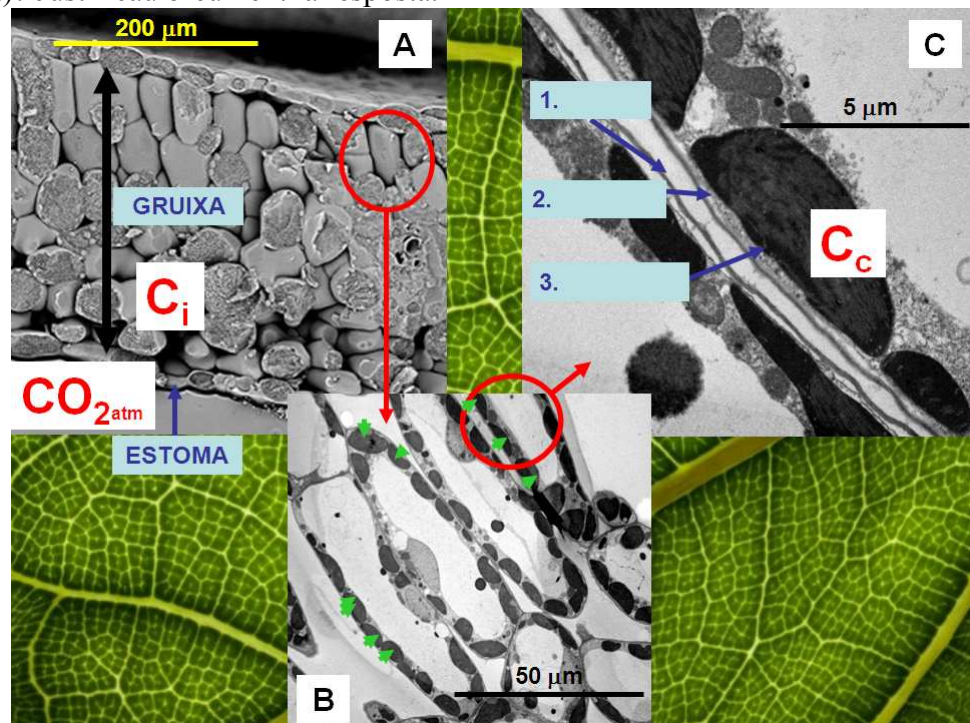 200 µm
A
C
1.
5 µm
2.
GRUIXA
Cc
Ci
3.
CO2atm
ESTOMA
50 µm
B